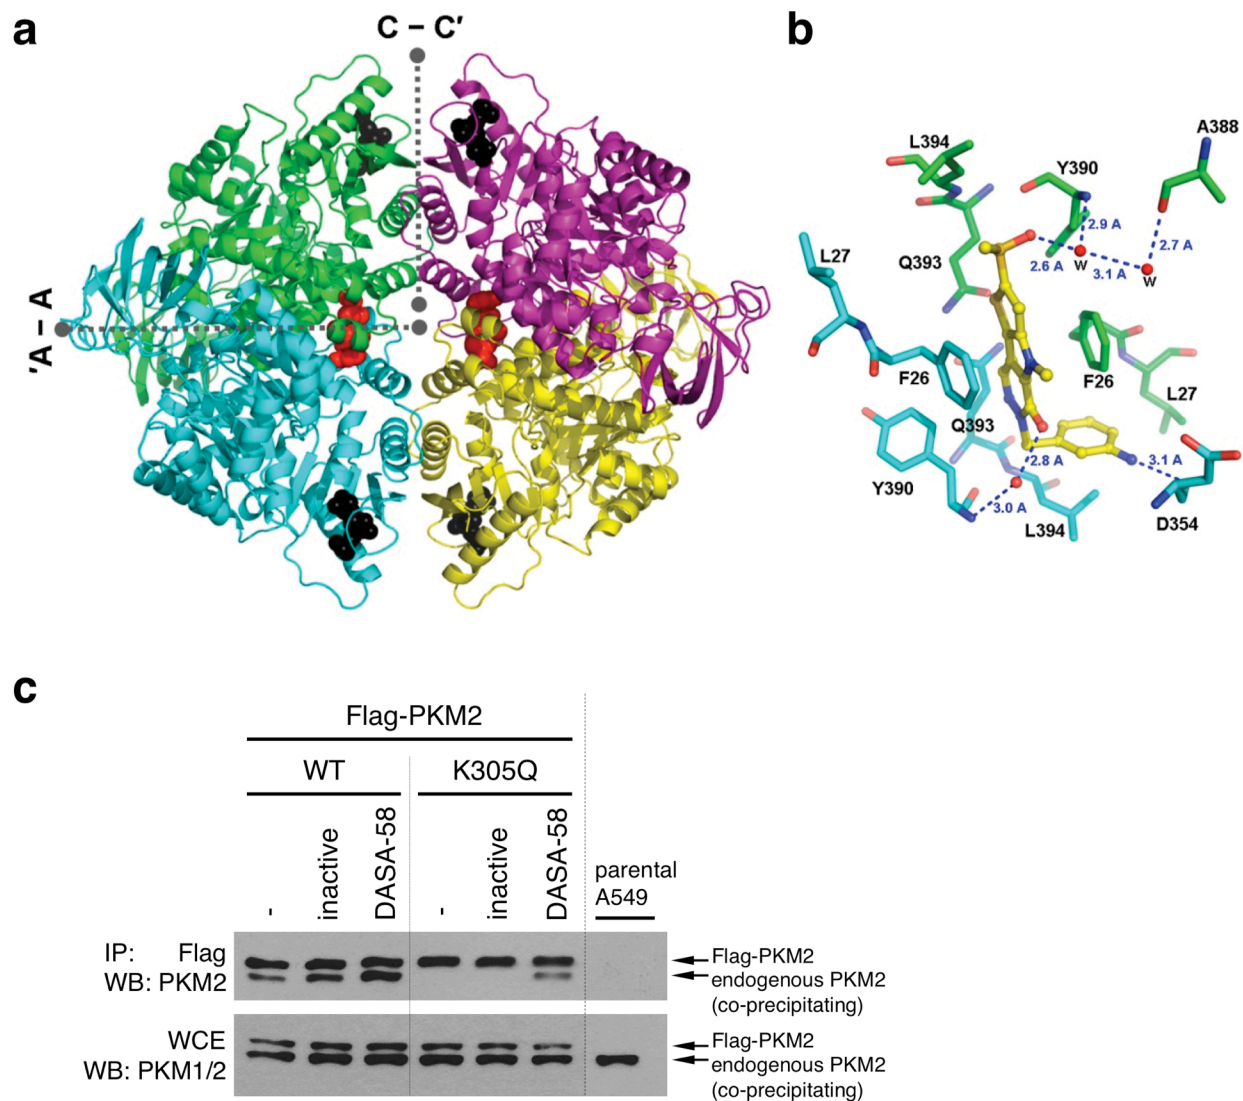 a
C – C′
'A – A
b
L394
Y390
A388
2.9 A
2.7 A
L27
Q393
2.6 A
W
3.1 A
W
F26
F26
L27
Q393
2.8 A
3.1 A
Y390
3.0 A
L394
D354
c
Flag-PKM2
WT
K305Q
-
inactive
DASA-58
-
inactive
DASA-58
parental
A549
IP: Flag
WB: PKM2
Flag-PKM2
endogenous PKM2
(co-precipitating)
WCE
WB: PKM1/2
Flag-PKM2
endogenous PKM2
(co-precipitating)